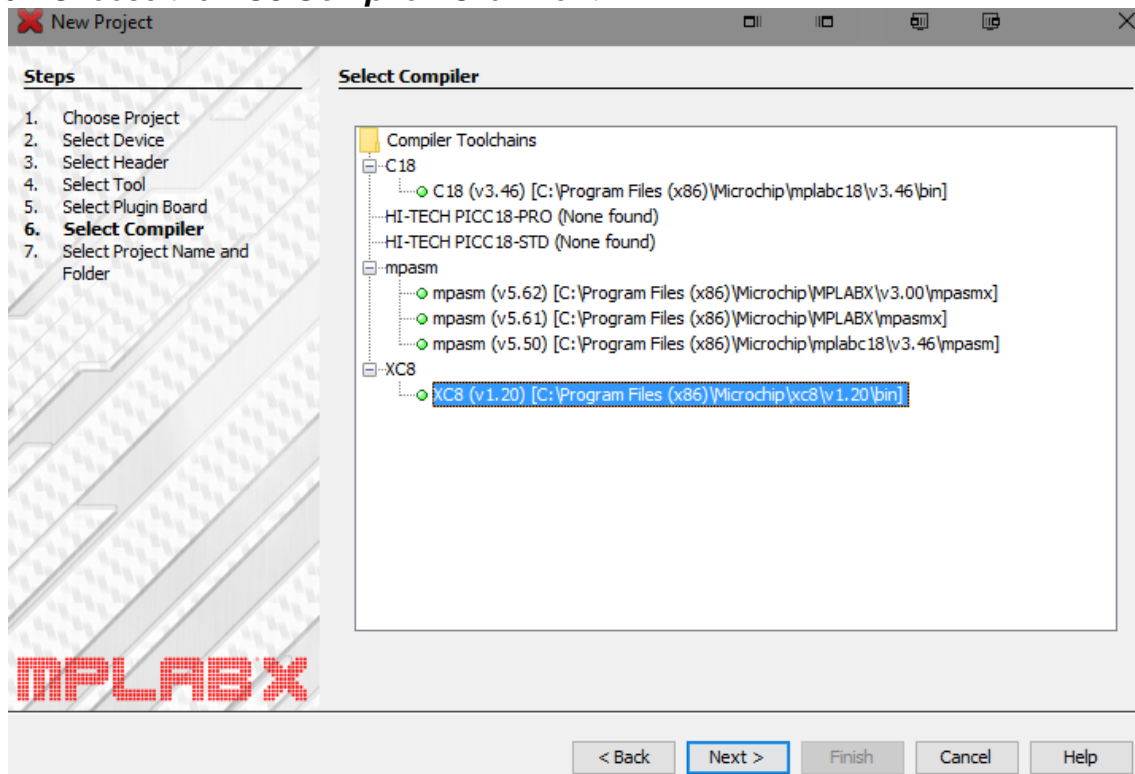 New Project
Steps
1. Choose Project
2. Select Device
3. Select Header
4. Select Tool
5. Select Plugin Board
6. Select Compiler
7. Select Project Name and
Folder
Select Compiler
Compiler Toolchains
C18
C18 (v3.46) [C:\Program Files (x86)\Microchip\mplabc18\v3.46\bin]
HI-TECH PICC18-PRO (None found)
HI-TECH PICC18-STD (None found)
mpasm
mpasm (v5.62) [C:\Program Files (x86)\Microchip\MPLABX\v3.00\mpasmx]
mpasm (v5.61) [C:\Program Files (x86)\Microchip\MPLABX\mpasmx]
mpasm (v5.50) [C:\Program Files (x86)\Microchip\mplabc18\v3.46\mpasm]
XC8
XC8 (v1.20) [C:\Program Files (x86)\Microchip\xc8\v1.20\bin]
MPLABX
< Back Next > Finish Cancel Help